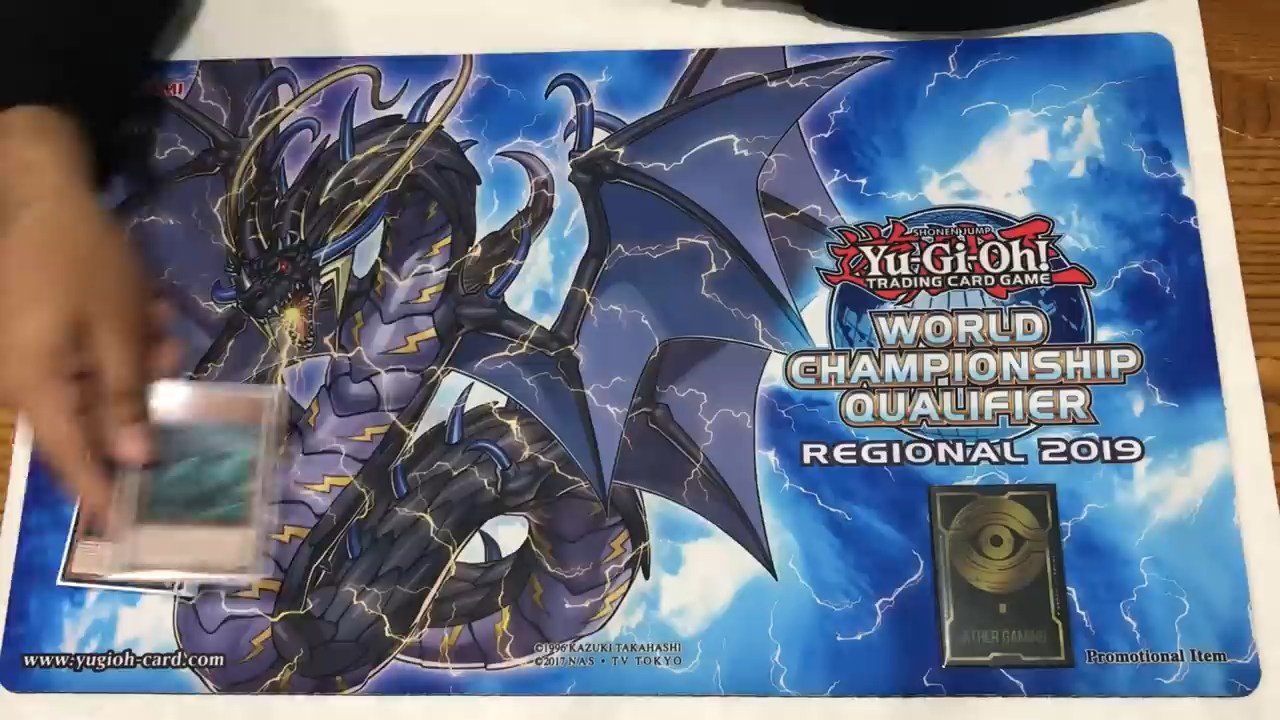 SHONEN JUMP
Yu-Gi-Oh!
TRADING CARD GAME
WORLD
CHAMPIONSHIP
QUALIFIER
REGIONAL 2019
©1996 KAZUKI TAKAHASHI
©2017 NAS • TV TOKYO
www.yugioh-card.com
Promotional Item